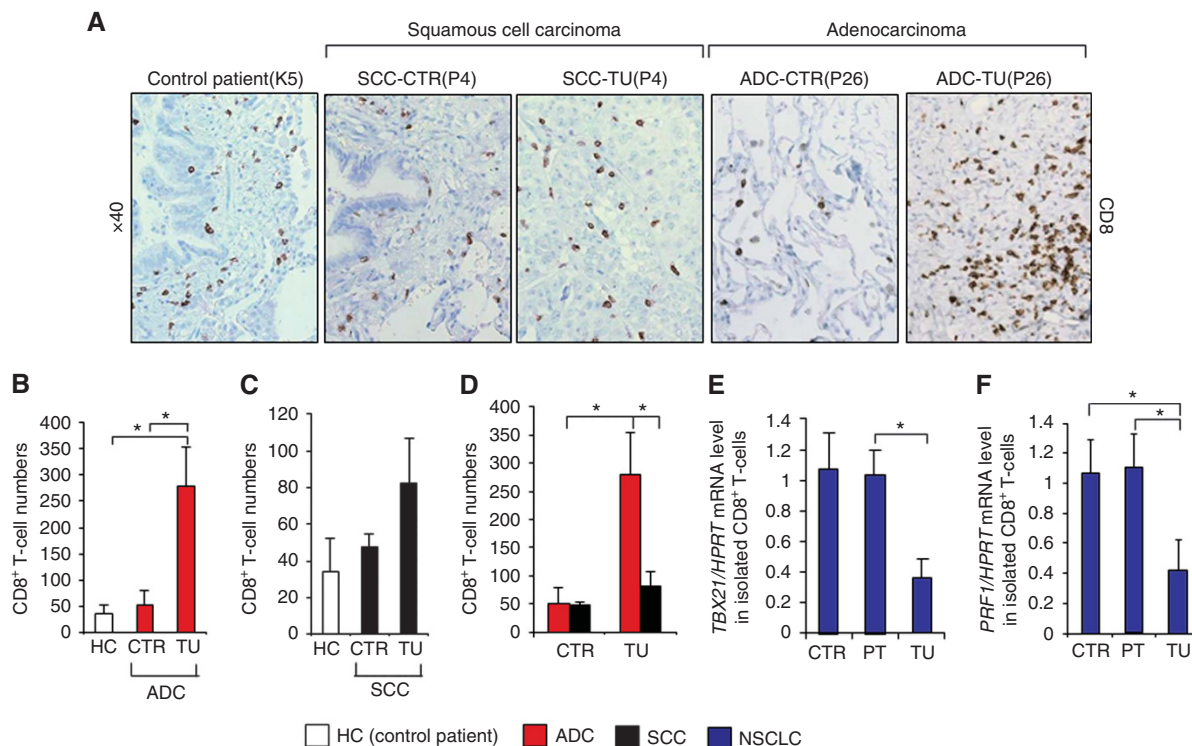 A
Squamous cell carcinoma
Adenocarcinoma
Control patient(K5)
SCC-CTR(P4)
SCC-TU(P4)
ADC-CTR(P26)
ADC-TU(P26)
×40
CD8
B
CD8+ T-cell numbers
400
350
300
250
200
150
100
50
0
*
*
HC
CTR
TU
ADC
C
CD8+ T-cell numbers
120
100
80
60
40
20
0
HC
CTR
TU
SCC
D
CD8+ T-cell numbers
400
350
300
250
200
150
100
50
0
*
*
CTR
TU
E
TBX21/HPRT mRNA level
in isolated CD8+ T-cells
1.4
1.2
1
0.8
0.6
0.4
0.2
0
*
CTR
PT
TU
F
PRF1/HPRT mRNA level
in isolated CD8+ T-cells
1.4
1.2
1
0.8
0.6
0.4
0.2
0
*
*
CTR
PT
TU
HC (control patient)
ADC
SCC
NSCLC